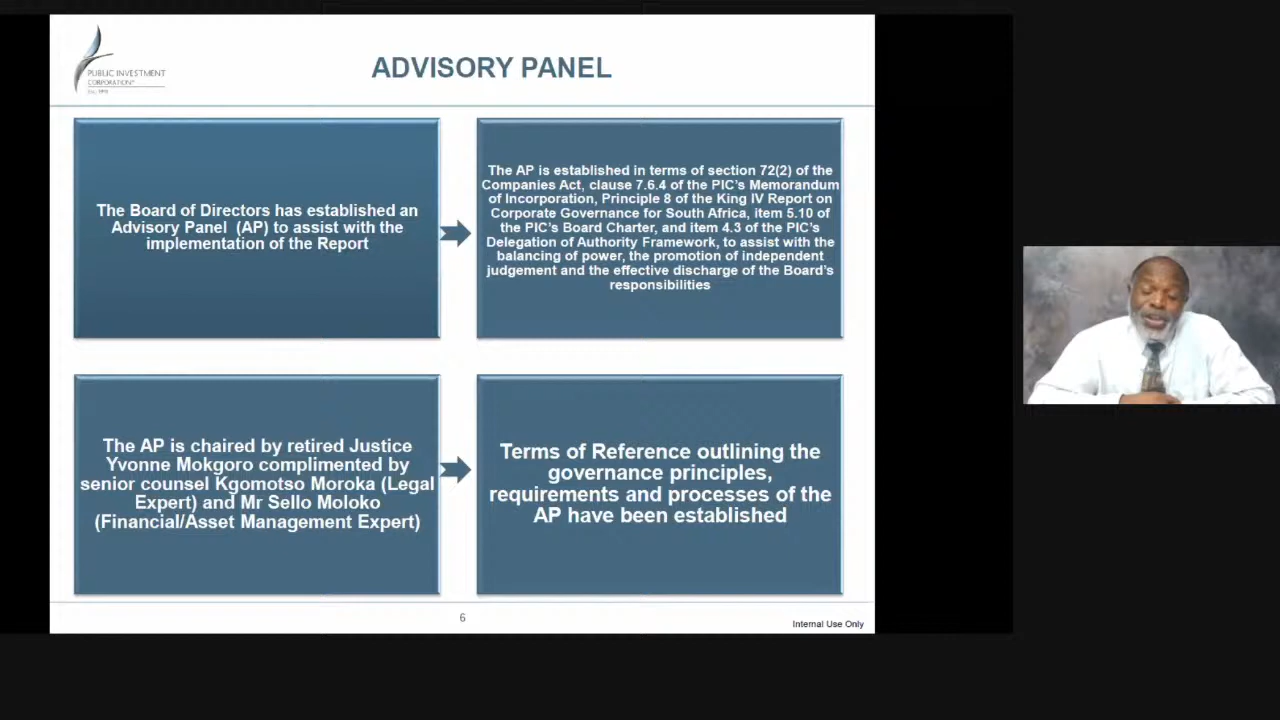 PUBLIC INVESTMENT
CORPORATION®
ADVISORY PANEL
The Board of Directors has established an
Advisory Panel (AP) to assist with the
implementation of the Report
The AP is established in terms of section 72(2) of the
Companies Act, clause 7.6.4 of the PIC's Memorandum
of Incorporation, Principle 8 of the King IV Report on
Corporate Governance for South Africa, item 5.10 of
the PIC's Board Charter, and item 4.3 of the PIC's
Delegation of Authority Framework, to assist with the
balancing of power, the promotion of independent
judgement and the effective discharge of the Board's
responsibilities
The AP is chaired by retired Justice
Yvonne Mokgoro complimented by
senior counsel Kgomotso Moroka (Legal
Expert) and Mr Sello Moloko
(Financial/Asset Management Expert)
Terms of Reference outlining the
governance principles,
requirements and processes of the
AP have been established
6
Internal Use Only